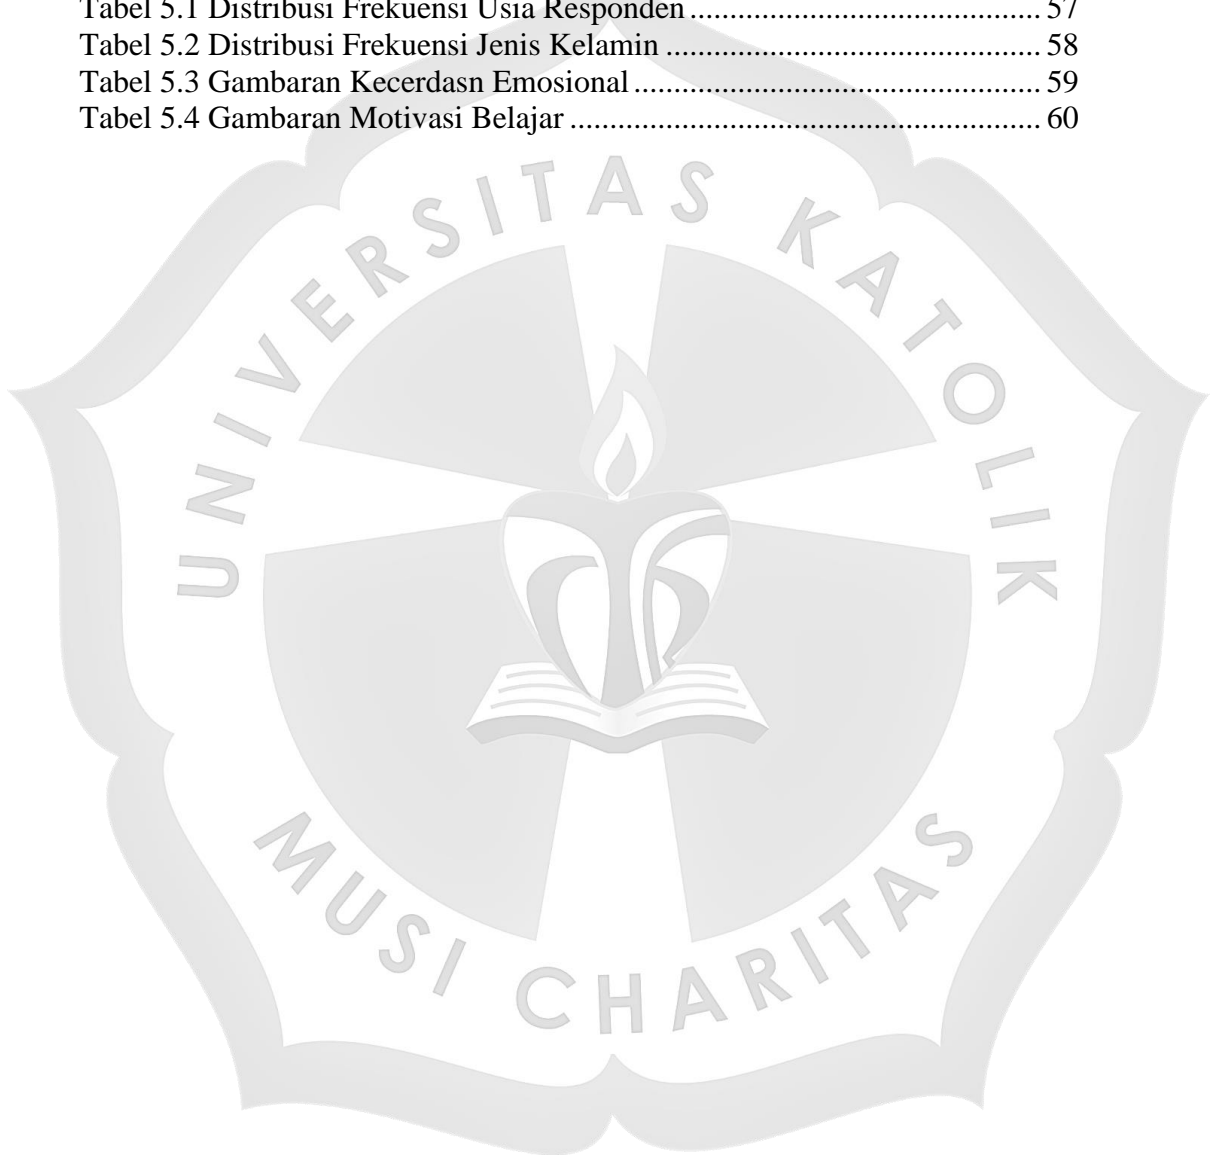 Tabel 5.1 Distribusi Frekuensi Usia Responden ............................................ 57
Tabel 5.2 Distribusi Frekuensi Jenis Kelamin ............................................... 58
Tabel 5.3 Gambaran Kecerdasn Emosional ................................................... 59
Tabel 5.4 Gambaran Motivasi Belajar ........................................................... 60
UNIVERSITAS KATOLIK
MUSI CHARITAS